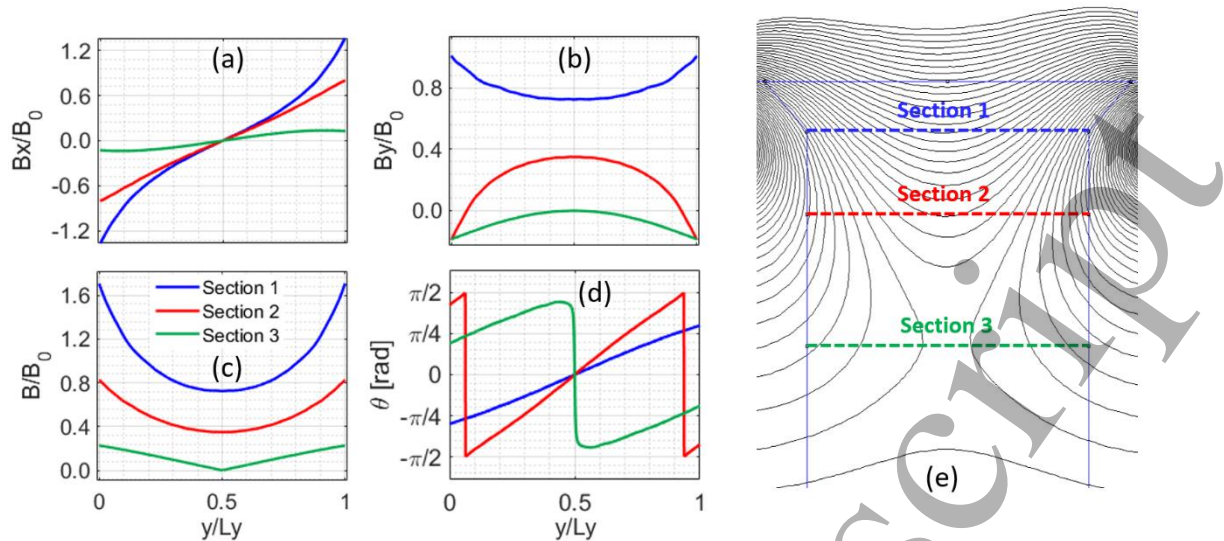 (a)
Bx/B0
1.2
0.6
0.0
-0.6
-1.2
(b)
By/B0
0.8
0.4
0.0
(c)
B/B0
1.6
1.2
0.8
0.4
0.0
Section 1
Section 2
Section 3
0
0.5
1
y/Ly
(d)
θ [rad]
π/2
π/4
0
-π/4
-π/2
0
0.5
1
y/Ly
Section 1
Section 2
Section 3
(e)
script